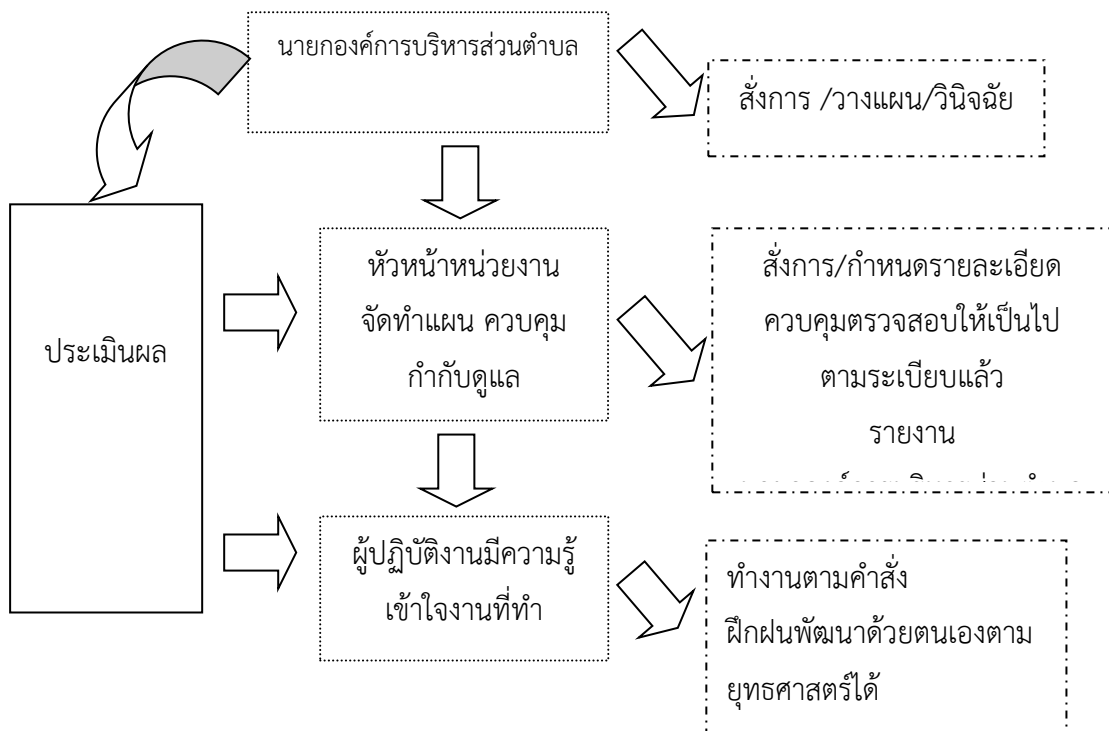 นายกองค์การบริหารส่วนตำบล
สั่งการ /วางแผน/วินิจฉัย
ประเมินผล
หัวหน้าหน่วยงาน
จัดทำแผน ควบคุม
กำกับดูแล
สั่งการ/กำหนดรายละเอียด
ควบคุมตรวจสอบให้เป็นไป
ตามระเบียบแล้ว
รายงาน
ผู้ปฏิบัติงานมีความรู้
เข้าใจงานที่ทำ
ทำงานตามคำสั่ง
ฝึกฝนพัฒนาด้วยตนเองตาม
ยุทธศาสตร์ได้